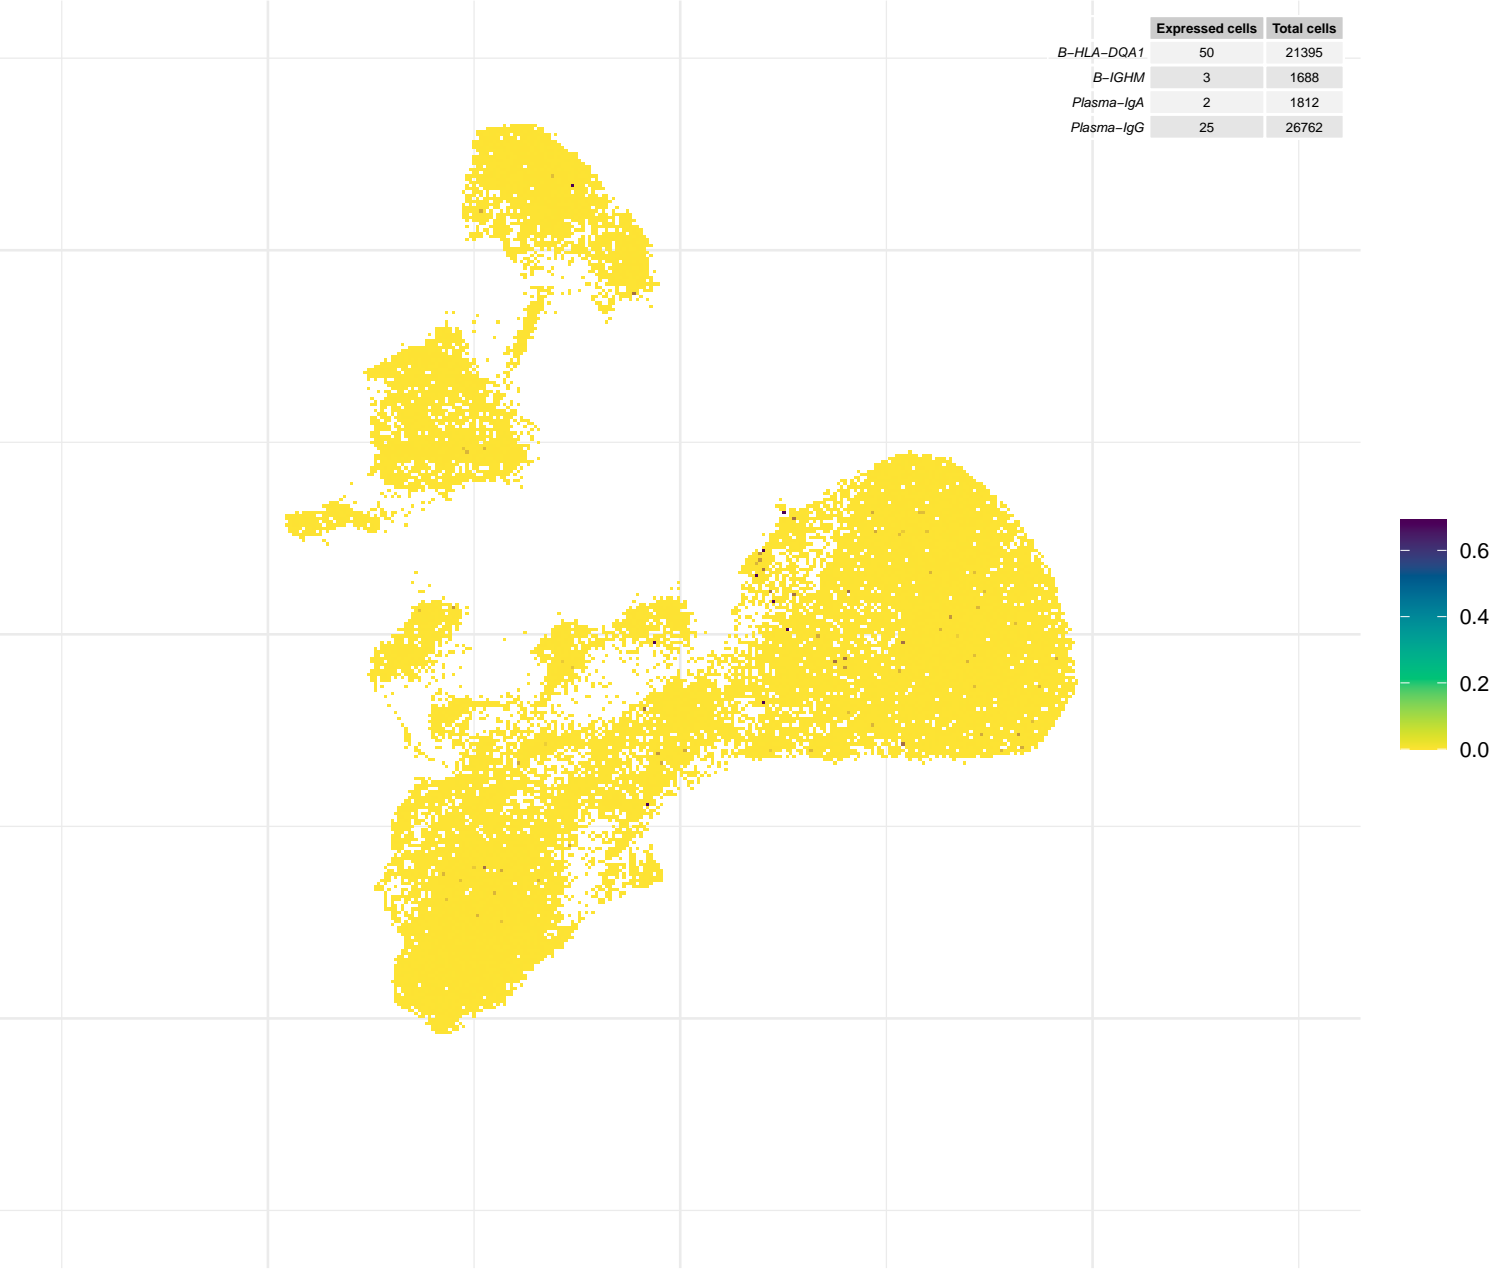 Expressed cells Total cells
B−HLA−DQA1 50 21395
B−IGHM 3 1688
Plasma−IgA 2 1812
Plasma−IgG 25 26762
0.6
0.4
0.2
0.0